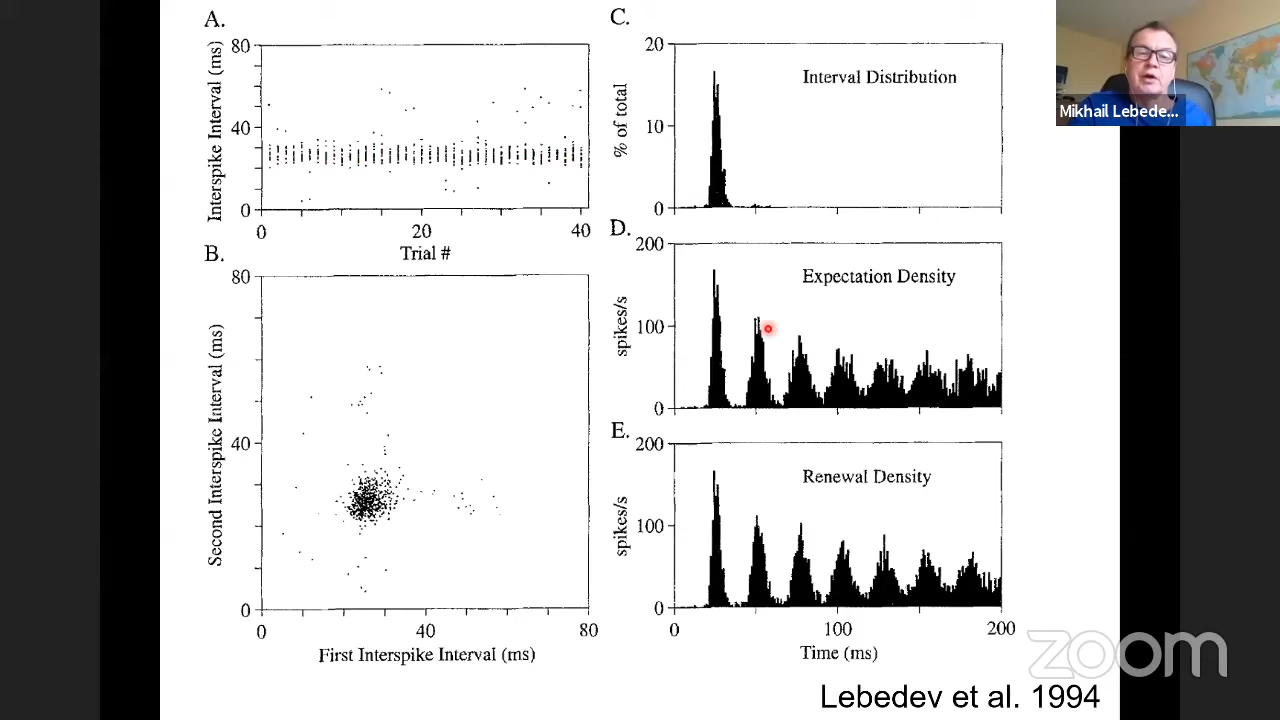 A.
Interspike Interval (ms)
80
40
0
0
20
40
Trial #
B.
Second Interspike Interval (ms)
80
40
0
0
40
80
First Interspike Interval (ms)
C.
% of total
20
10
0
Interval Distribution
D.
spikes/s
200
100
0
Expectation Density
E.
spikes/s
200
100
0
Renewal Density
0
100
200
Time (ms)
Mikhail Lebede...
zoom
Lebedev et al. 1994